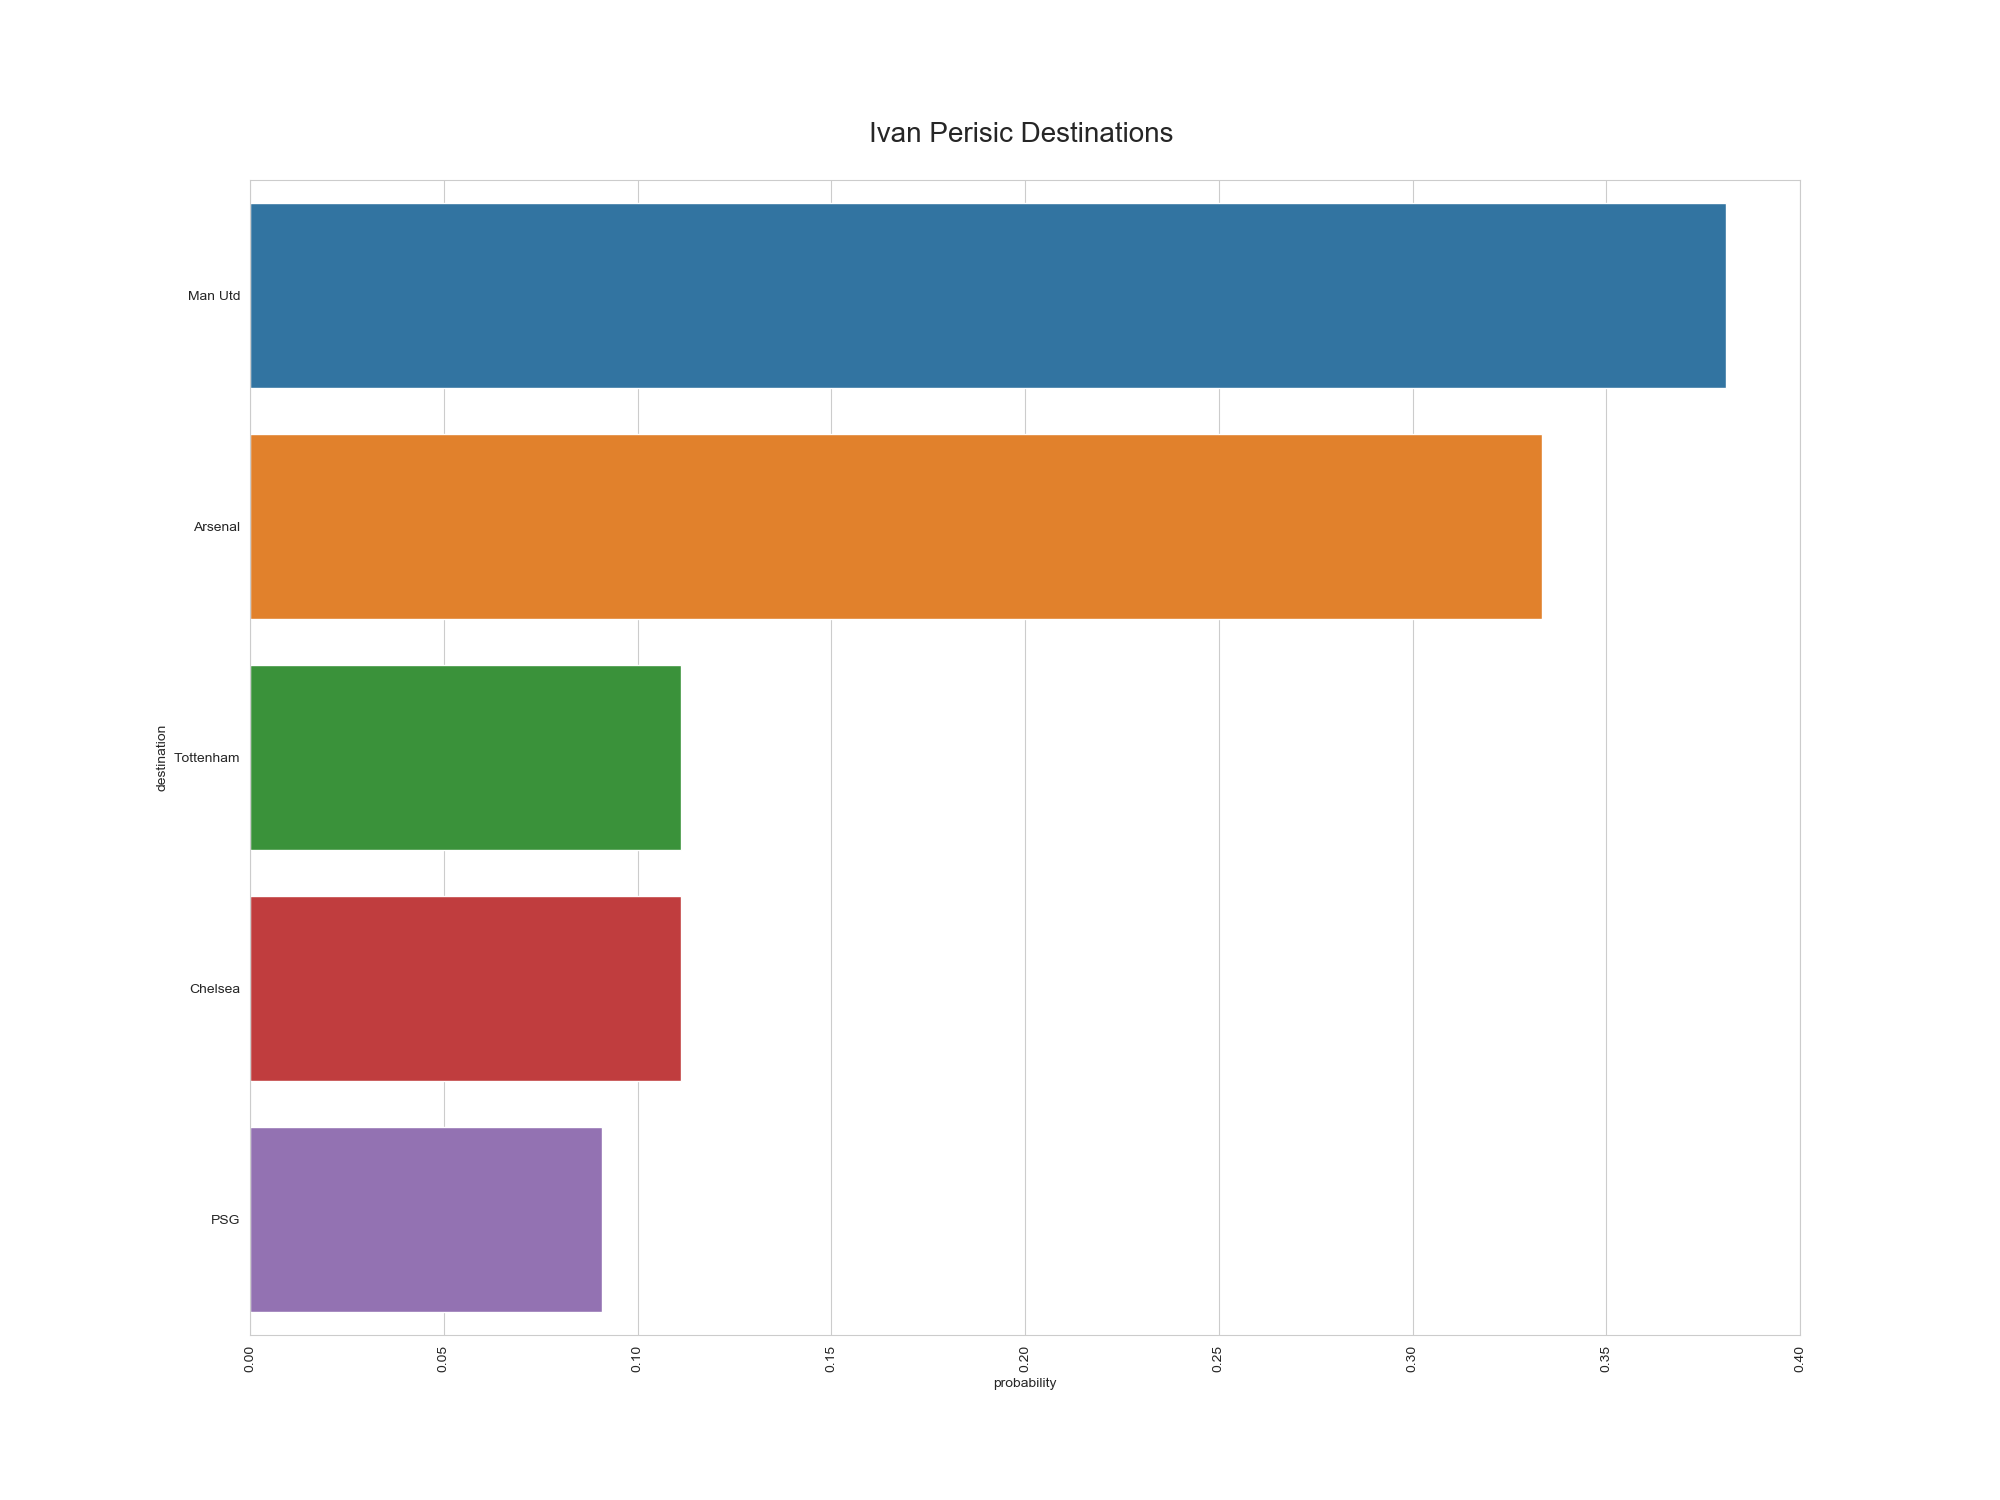 Ivan Perisic Destinations
Man Utd
Arsenal
Tottenham
Chelsea
PSG
destination
0.00
0.05
0.10
0.15
0.20
0.25
0.30
0.35
0.40
probability